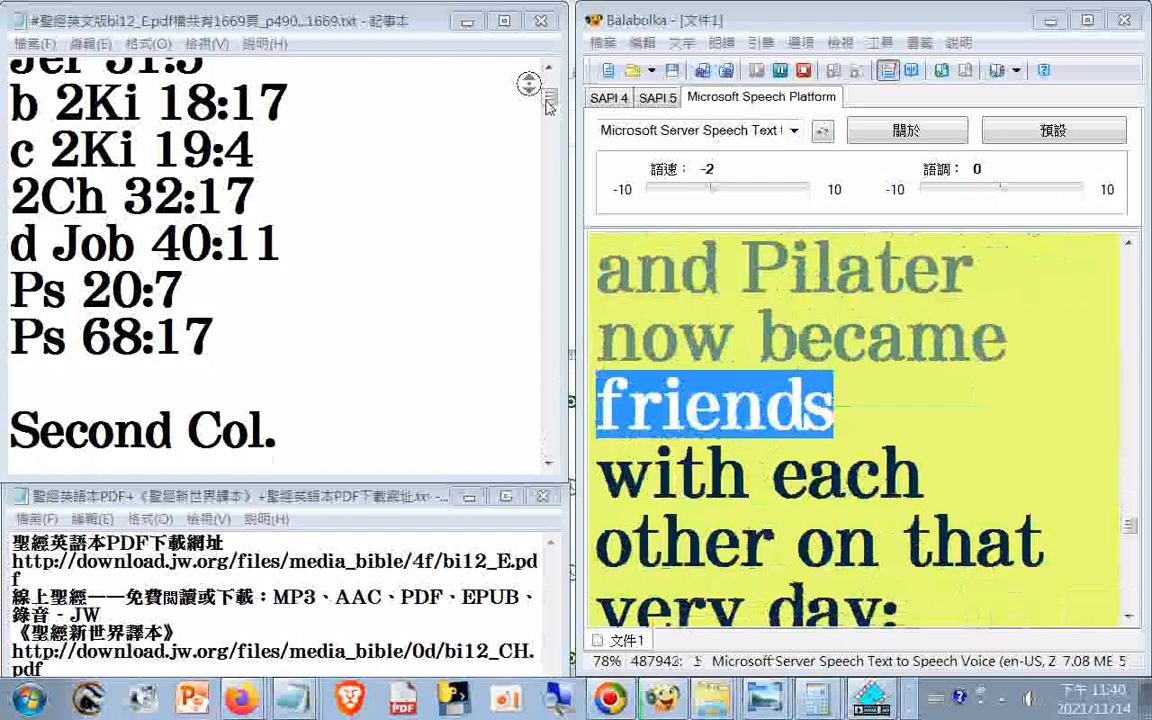 #聖經英文版bi12_E.pdf檔共有1669頁_p490...1669.txt - 記事本
檔案(F) 編輯(E) 格式(O) 檢視(V) 說明(H)
Jer 31:3
b 2Ki 18:17
c 2Ki 19:4
2Ch 32:17
d Job 40:11
Ps 20:7
Ps 68:17
Second Col.
聖經英語本PDF+《聖經新世界譯本》+聖經英語本PDF下載網址.txt - ...
檔案(F) 編輯(E) 格式(O) 檢視(V) 說明(H)
聖經英語本PDF下載網址
http://download.jw.org/files/media_bible/4f/bi12_E.pd
f
線上聖經——免費閱讀或下載：MP3、AAC、PDF、EPUB、
錄音 - JW
《聖經新世界譯本》
http://download.jw.org/files/media_bible/0d/bi12_CH.
pdf
Balabolka - [文件1]
檔案 編輯 文字 朗讀 引擎 選項 檢視 工具 書籤 說明
SAPI 4 SAPI 5 Microsoft Speech Platform
Microsoft Server Speech Text 關於 預設
語速： -2 語調： 0
-10 10 -10 10
and Pilater
now became
friends
with each
other on that
very day;
文件1
78% 487942: 1 Microsoft Server Speech Text to Speech Voice (en-US, Z 7.08 MB 5
下午 11:40
2021/11/14